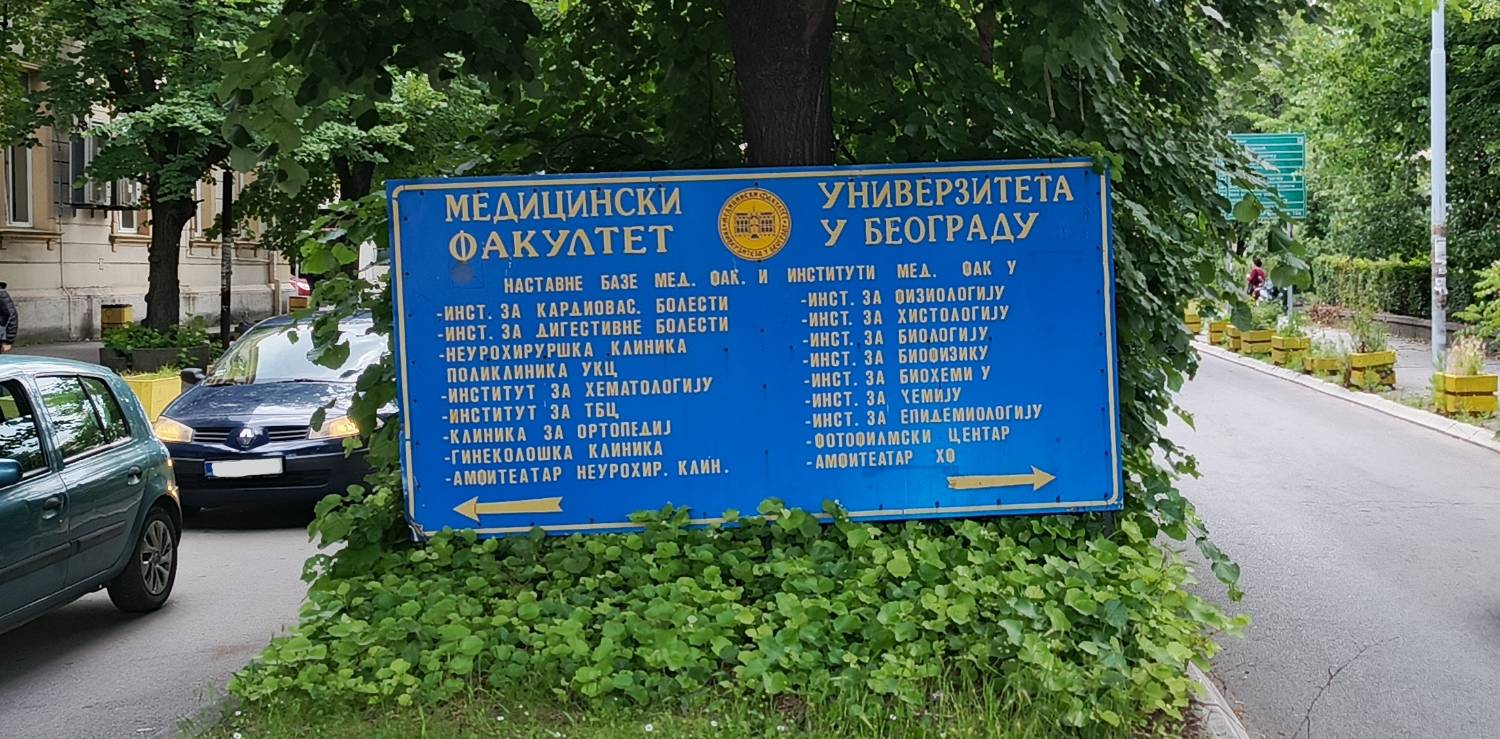 МЕДИЦИНСКИ
ФАКУЛТЕТ
УНИВЕРЗИТЕТА
У БЕОГРАДУ
НАСТАВНЕ БАЗЕ МЕД. ФАК. И ИНСТИТУТИ МЕД. ФАК У
-ИНСТ. ЗА КАРДИОВАС. БОЛЕСТИ
-ИНСТ. ЗА ДИГЕСТИВНЕ БОЛЕСТИ
-НЕУРОХИРУРШКА КЛИНИКА
ПОЛИКЛИНИКА УКЦ
-ИНСТИТУТ ЗА ХЕМАТОЛОГИЈУ
-ИНСТИТУТ ЗА ТБЦ
-КЛИНИКА ЗА ОРТОПЕДИЈ
-ГИНЕКОЛОШКА КЛИНИКА
-АМФИТЕАТАР НЕУРОХИР. КЛИН.
-ИНСТ. ЗА ФИЗИОЛОГИЈУ
-ИНСТ. ЗА ХИСТОЛОГИЈУ
-ИНСТ. ЗА БИОЛОГИЈУ
-ИНСТ. ЗА БИОФИЗИКУ
-ИНСТ. ЗА БИОХЕМИ У
-ИНСТ. ЗА ХЕМИЈУ
-ИНСТ. ЗА ЕПИДЕМИОЛОГИЈУ
-ФОТОФИЛМСКИ ЦЕНТАР
-АМФИТЕАТАР ХФ